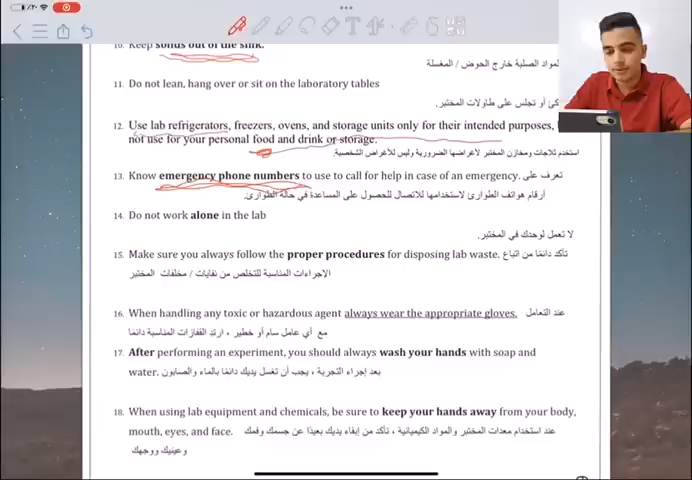 10. Keep solids out of the sink.
المواد الصلبة خارج الحوض / المغسلة
11. Do not lean, hang over or sit on the laboratory tables
أو تجلس على طاولات المختبر.
12. Use lab refrigerators, freezers, ovens, and storage units only for their intended purposes,
not use for your personal food and drink or storage.
استخدم ثلاجات ومخازن المختبر لأغراضها الضرورية وليس للأغراض الشخصية.
13. Know emergency phone numbers to use to call for help in case of an emergency. تعرف على
أرقام هواتف الطوارئ لاستخدامها للاتصال للحصول على المساعدة في حالة الطوارئ.
14. Do not work alone in the lab
لا تعمل لوحدك في المختبر.
15. Make sure you always follow the proper procedures for disposing lab waste. تأكد دائمًا من اتباع
الإجراءات المناسبة للتخلص من نفايات / مخلفات المختبر
16. When handling any toxic or hazardous agent always wear the appropriate gloves. عند التعامل
مع أي عامل سام أو خطير ، ارتدِ القفازات المناسبة دائمًا
17. After performing an experiment, you should always wash your hands with soap and
water. بعد إجراء التجربة ، يجب أن تغسل يديك دائمًا بالماء والصابون
18. When using lab equipment and chemicals, be sure to keep your hands away from your body,
mouth, eyes, and face. عند استخدام معدات المختبر والمواد الكيميائية ، تأكد من إبقاء يديك بعيدًا عن جسمك وفمك
وعينيك ووجهك